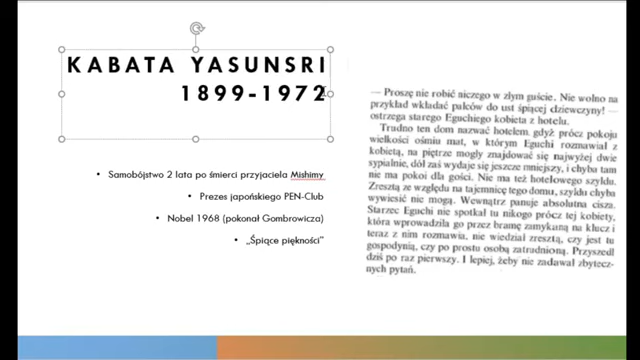 KABATA YASUNSRI
1899-1972
• Samobójstwo 2 lata po śmierci przyjaciela Mishimy
• Prezes japońskiego PEN-Club
• Nobel 1968 (pokonał Gombrowicza)
• „Śpiące piękności”
— Proszę nie robić niczego w złym guście. Nie wolno na
przykład wkładać palców do ust śpiącej dziewczyny! —
ostrzega starego Eguchiego kobieta z hotelu.
Trudno ten dom nazwać hotelem, gdyż prócz pokoju
wielkości ośmiu mat, w którym Eguchi rozmawiał z
kobietą, na piętrze mogły znajdować się najwyżej dwie
sypialnie, dół zaś wydaje się jeszcze mniejszy, i chyba tam
nie ma pokoi dla gości. Nie ma też hotelowego szyldu.
Zresztą ze względu na tajemnicę tego domu, szyldu chyba
wywiesić nie mogą. Wewnątrz panuje absolutna cisza.
Starzec Eguchi nie spotkał tu nikogo prócz tej kobiety,
która wprowadziła go przez bramę zamykaną na klucz i
teraz z nim rozmawia, nie wiedział zresztą, czy jest tu
gospodynią, czy po prostu osobą zatrudnioną. Przyszedł
dziś po raz pierwszy. I lepiej, żeby nie zadawał zbytecz-
nych pytań.